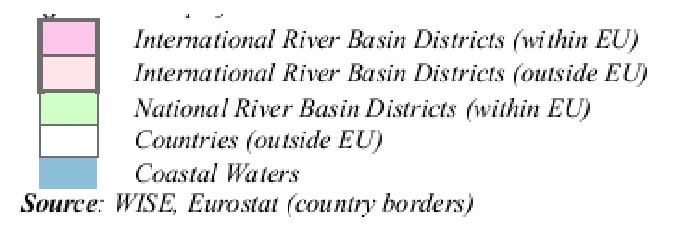 International River Basin Districts (within EU)
International River Basin Districts (outside EU)
National River Basin Districts (within EU)
Countries (outside EU)
Coastal Waters
Source: WISE, Eurostat (country borders)